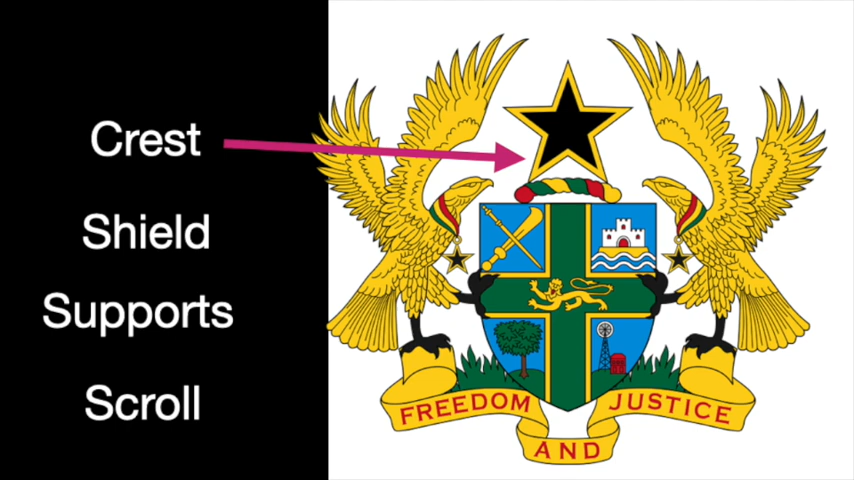 Crest
Shield
Supports
Scroll
FREEDOM
AND
JUSTICE